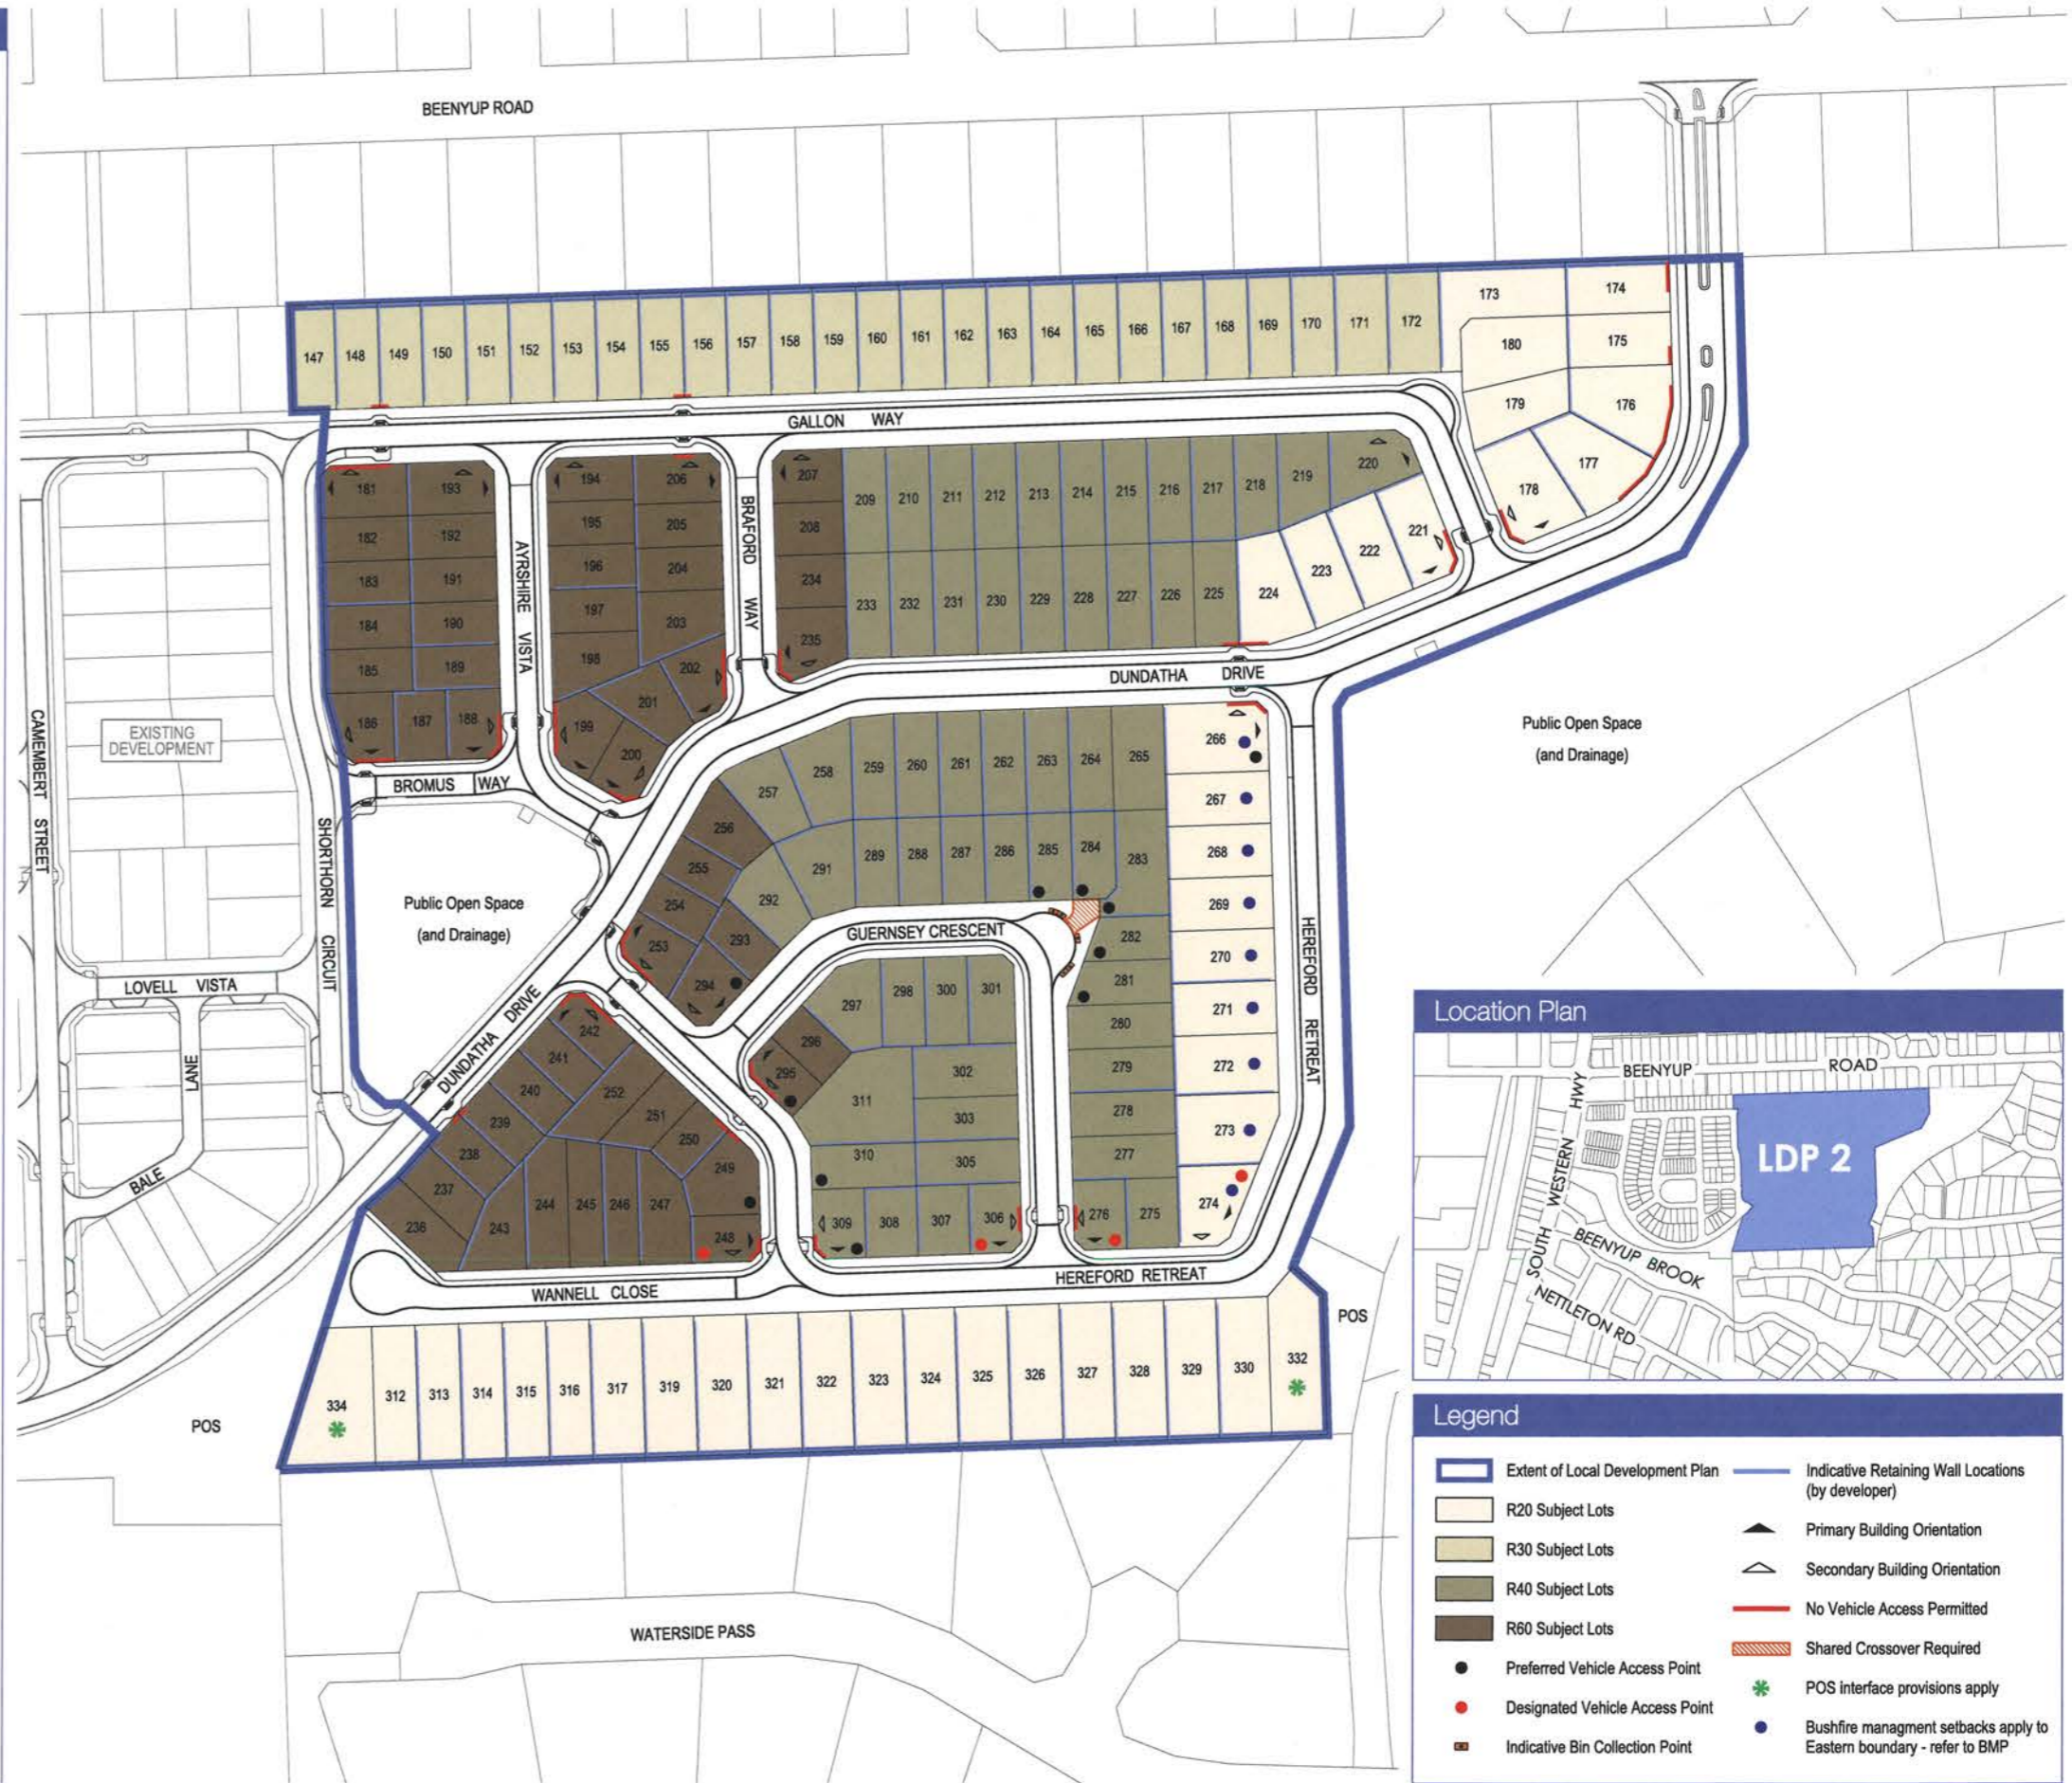 BEENYUP ROAD
147 148 149 150 151 152 153 154 155 156 157 158 159 160 161 162 163 164 165 166 167 168 169 170 171 172
173 174
180 175
179 176
178 177
GALLON WAY
181 193
182 192
183 191
184 190
185 189
186 187 188
AYRSHIRE VISTA
194 206
195 205
196 204
197 203
198 202
199 201
200
BRAFORD WAY
207
208
234
235
209 210 211 212 213 214 215 216 217 218 219 220
233 232 231 230 229 228 227 226 225 224 223 222 221
DUNDATHA DRIVE
CAMEMBERT STREET
EXISTING
DEVELOPMENT
SHORTHORN CIRCUIT
BROMUS WAY
Public Open Space
(and Drainage)
LOVELL VISTA
LANE
BALE
DUNDATHA DRIVE
257 258 259 260 261 262 263 264 265
256
255
254
253
292 291 289 288 287 286 285 284 283
293
294
282
281
280
279
278
277
276 275
GUERNSEY CRESCENT
266
267
268
269
270
271
272
273
274
HEREFORD RETREAT
Public Open Space
(and Drainage)
297 298 300 301
296
295
302
311
303
310 305
309 308 307 306
242
241
240
239
238
237
236
252
251
250
249
243 244 245 246 247 248
WANNELL CLOSE
HEREFORD RETREAT
334 312 313 314 315 316 317 319 320 321 322 323 324 325 326 327 328 329 330 332
POS
POS
WATERSIDE PASS
Location Plan
BEENYUP ROAD
SOUTH WESTERN HWY
LDP 2
BEENYUP BROOK
NETTLETON RD
Legend
Extent of Local Development Plan
R20 Subject Lots
R30 Subject Lots
R40 Subject Lots
R60 Subject Lots
Preferred Vehicle Access Point
Designated Vehicle Access Point
Indicative Bin Collection Point
Indicative Retaining Wall Locations
(by developer)
Primary Building Orientation
Secondary Building Orientation
No Vehicle Access Permitted
Shared Crossover Required
POS interface provisions apply
Bushfire managment setbacks apply to
Eastern boundary - refer to BMP